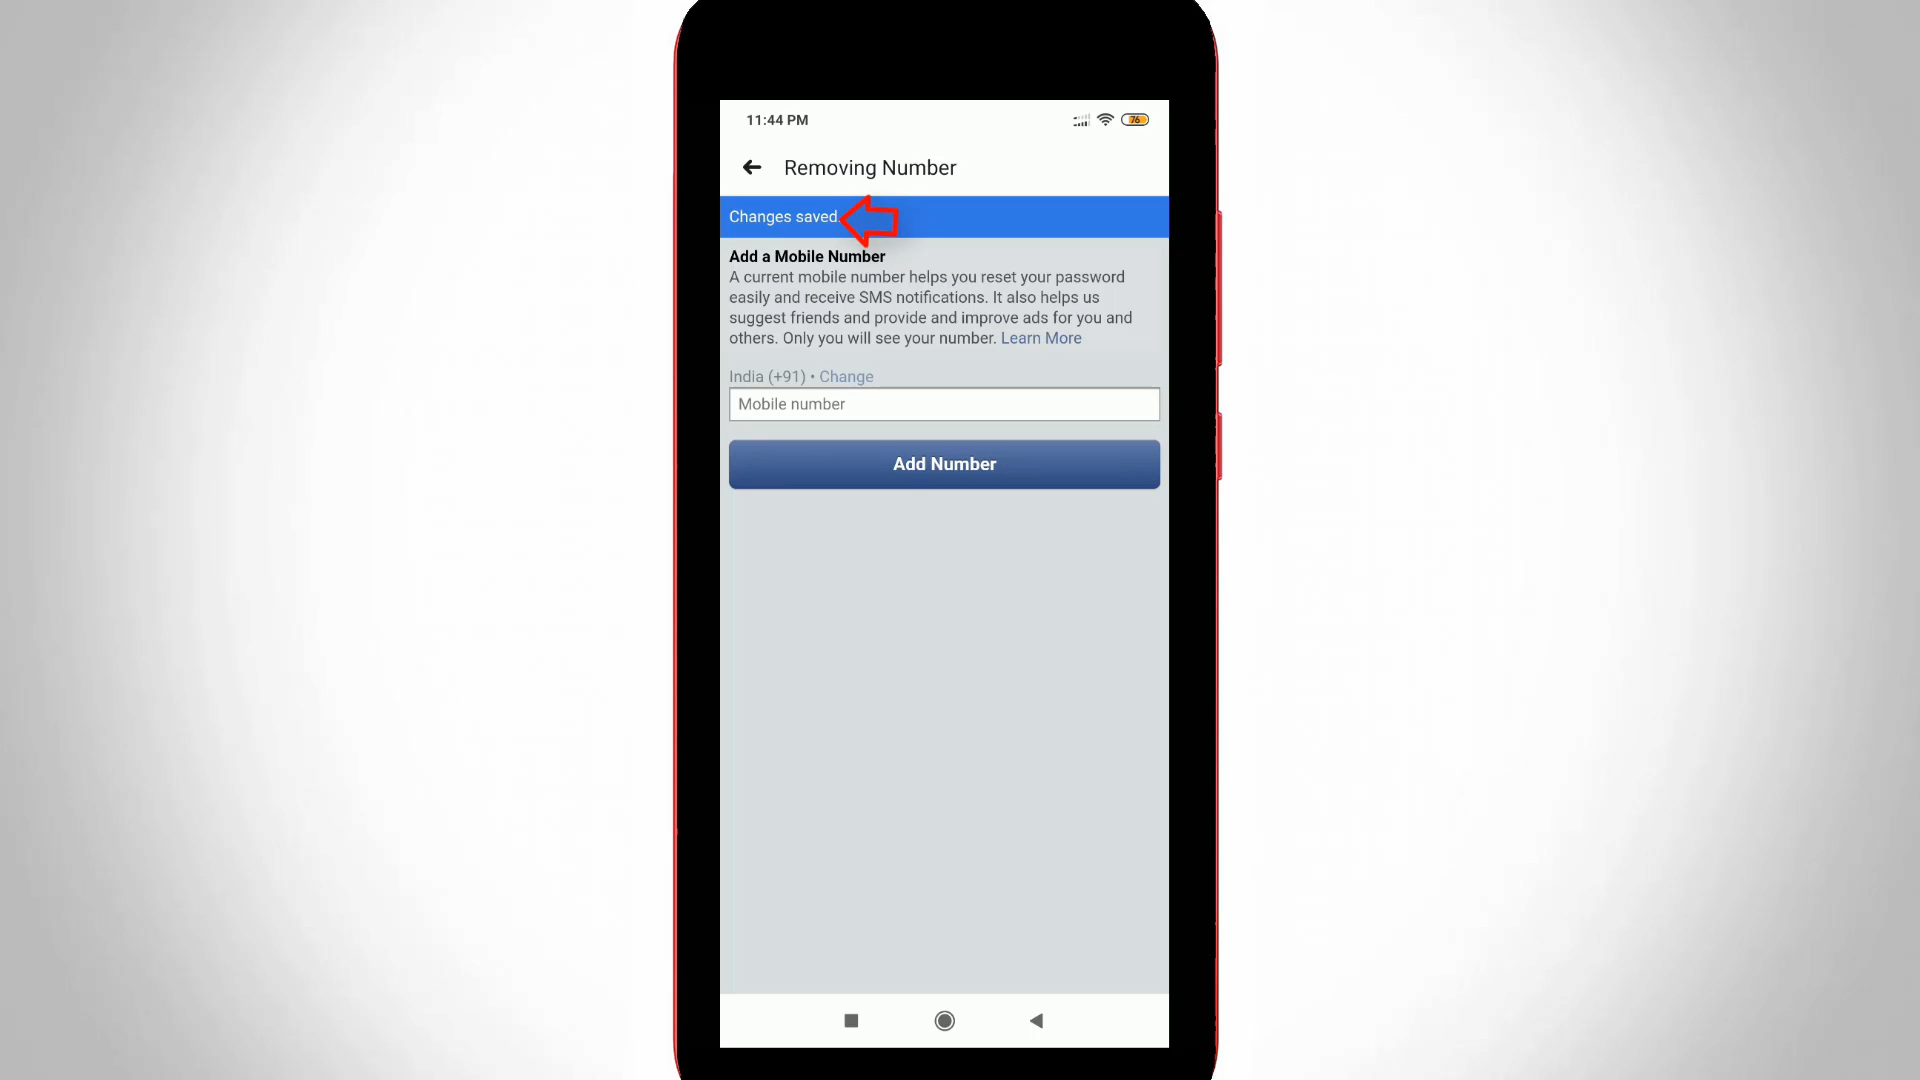 11:44 PM
76
Removing Number
Changes saved
Add a Mobile Number
A current mobile number helps you reset your password
easily and receive SMS notifications. It also helps us
suggest friends and provide and improve ads for you and
others. Only you will see your number. Learn More
India (+91) • Change
Mobile number
Add Number